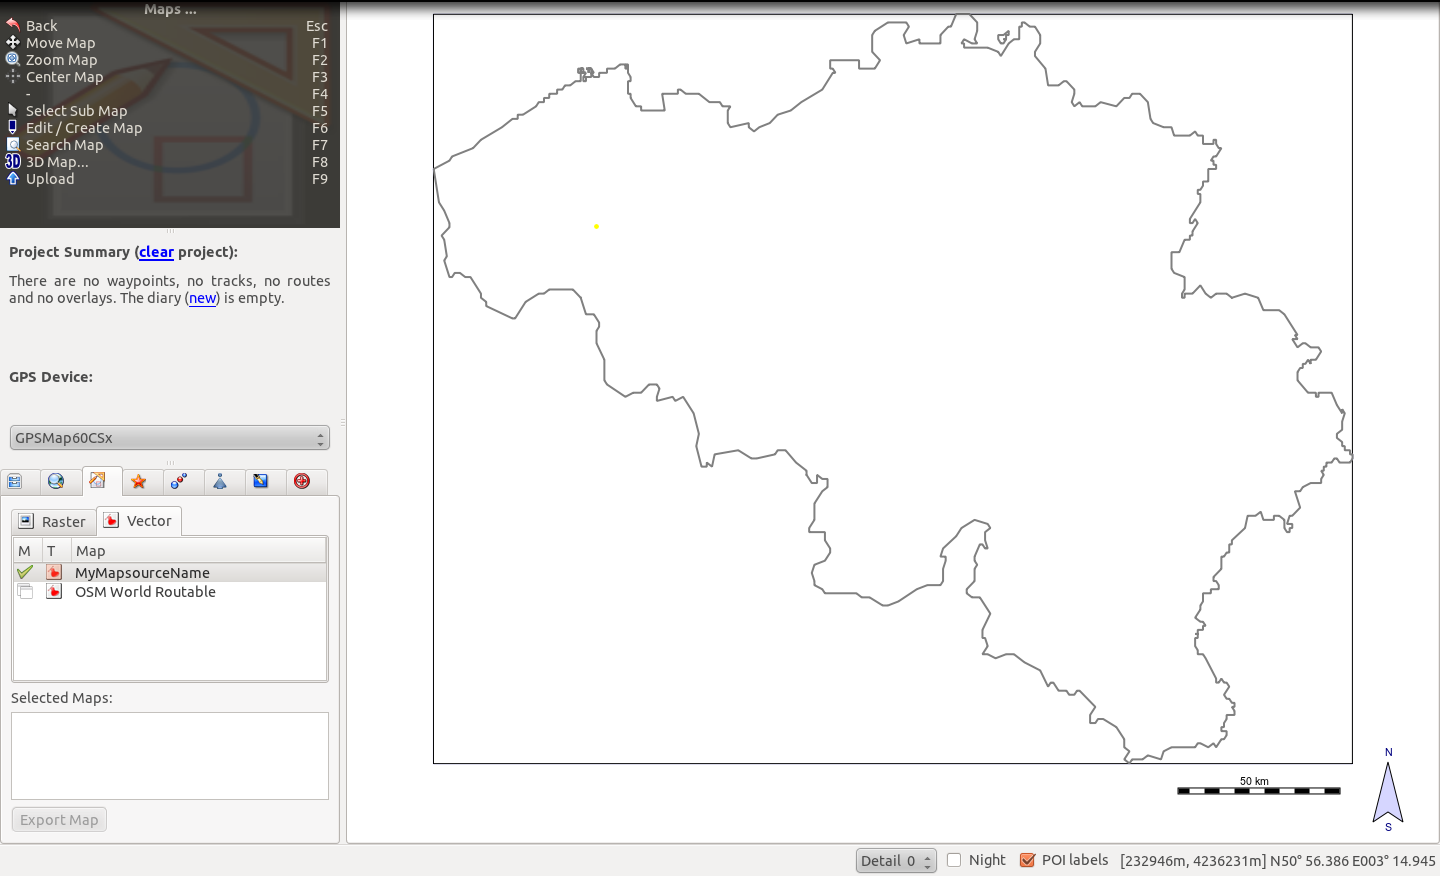 Maps ...
Back Esc
Move Map F1
Zoom Map F2
Center Map F3
- F4
Select Sub Map F5
Edit / Create Map F6
Search Map F7
3D 3D Map... F8
Upload F9
Project Summary (clear project):
There are no waypoints, no tracks, no routes
and no overlays. The diary (new) is empty.
GPS Device:
GPSMap60CSx
Raster Vector
M T Map
MyMapsourceName
OSM World Routable
Selected Maps:
Export Map
50 km
N
S
Detail 0 Night POI labels [232946m, 4236231m] N50° 56.386 E003° 14.945